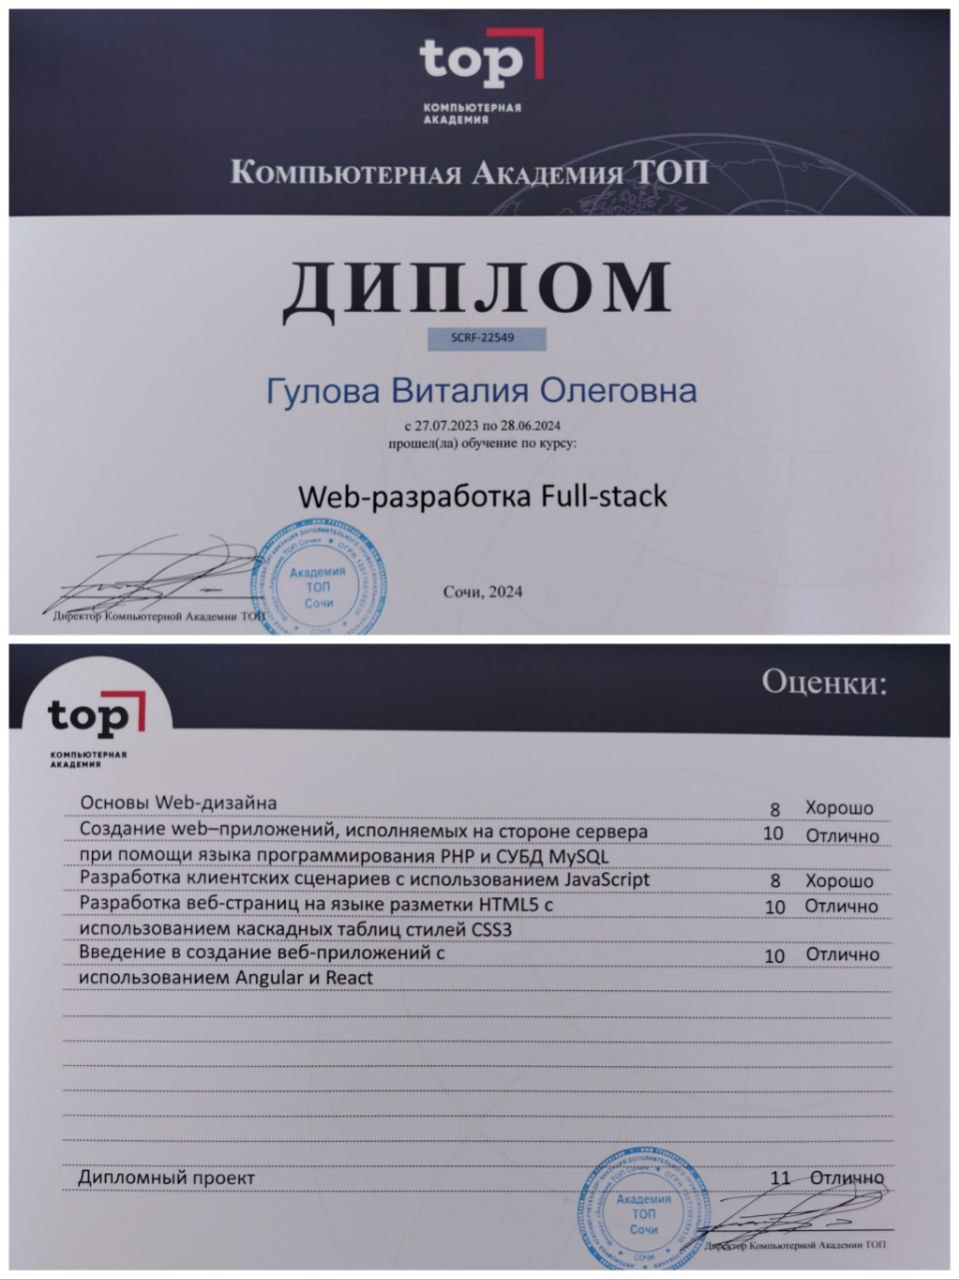 top
КОМПЬЮТЕРНАЯ
АКАДЕМИЯ
Компьютерная Академия ТОП
ДИПЛОМ
SCRF-22549
Гулова Виталия Олеговна
с 27.07.2023 по 28.06.2024
прошел(ла) обучение по курсу:
Web-разработка Full-stack
Академия
ТОП
Сочи
Сочи, 2024
Директор Компьютерной Академии ТОП
top
КОМПЬЮТЕРНАЯ
АКАДЕМИЯ
Оценки:
Основы Web-дизайна 8 Хорошо
Создание web–приложений, исполняемых на стороне сервера 10 Отлично
при помощи языка программирования PHP и СУБД MySQL
Разработка клиентских сценариев с использованием JavaScript 8 Хорошо
Разработка веб-страниц на языке разметки HTML5 с 10 Отлично
использованием каскадных таблиц стилей CSS3
Введение в создание веб-приложений с 10 Отлично
использованием Angular и React
Дипломный проект 11 Отлично
Академия
ТОП
Сочи
Директор Компьютерной Академии ТОП